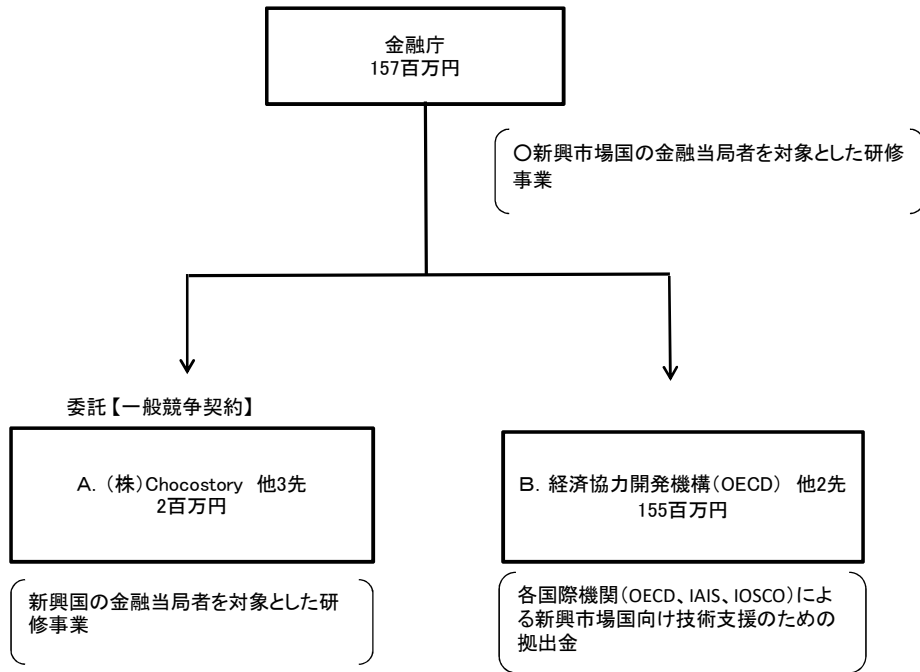 金融庁
157百万円
〇新興市場国の金融当局者を対象とした研修
事業
委託【一般競争契約】
A．（株）Chocostory　他3先
2百万円
新興国の金融当局者を対象とした研
修事業
B．経済協力開発機構（OECD）　他2先
155百万円
各国際機関（OECD、IAIS、IOSCO）によ
る新興市場国向け技術支援のための
拠出金